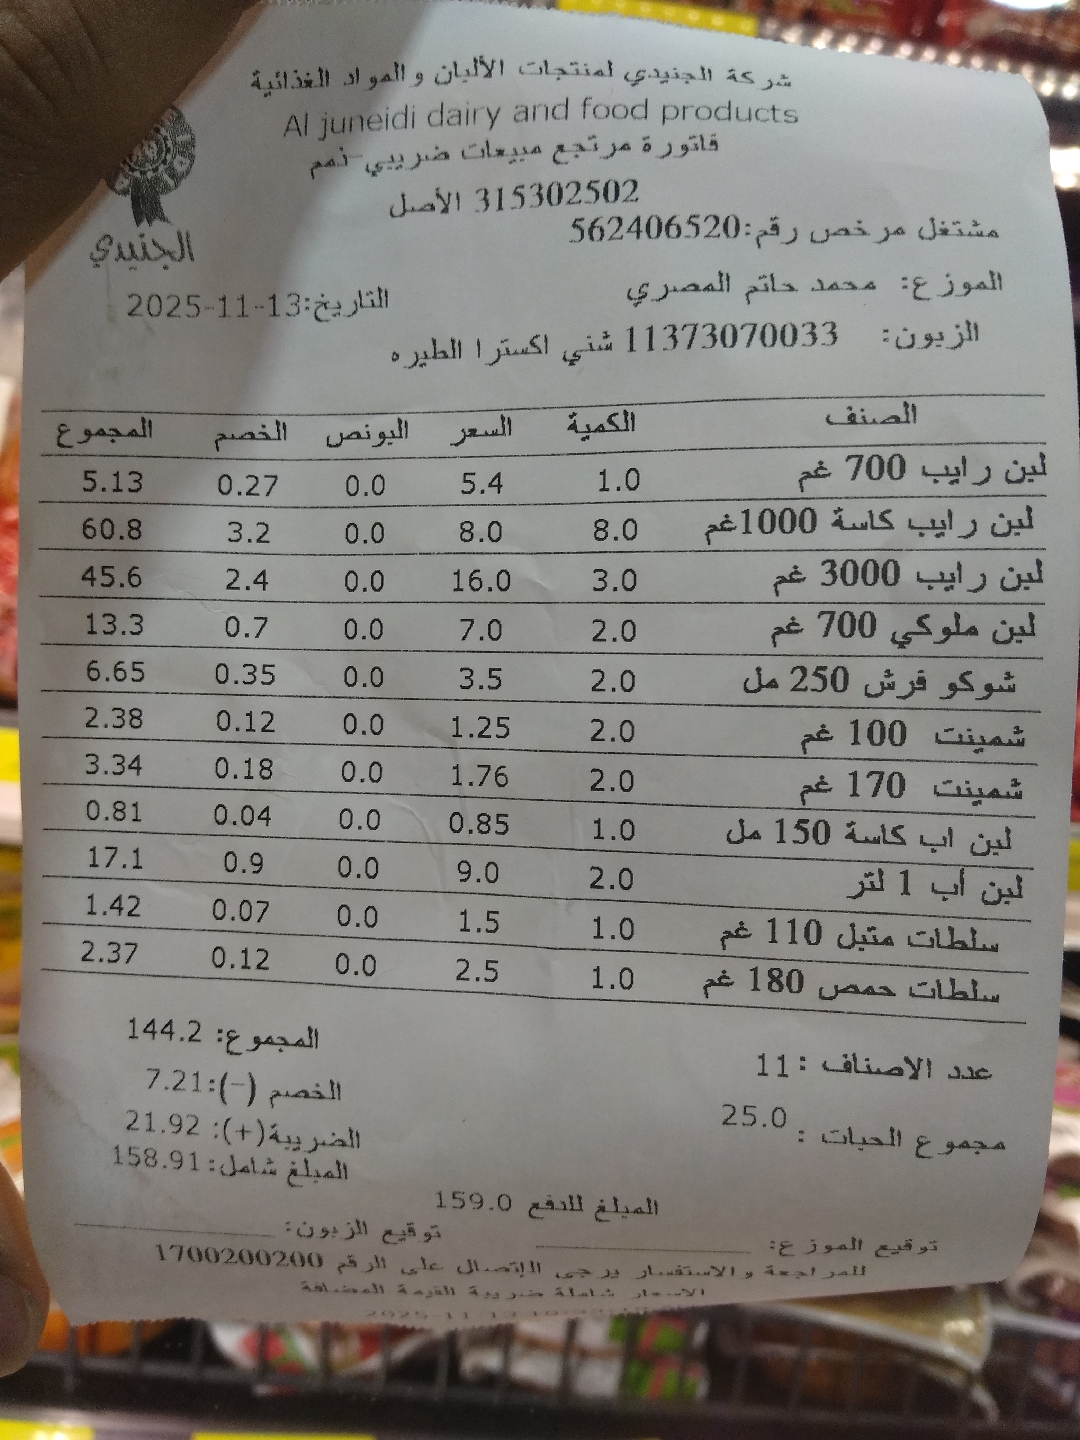 شركة الجنيدي لمنتجات الألبان والمواد الغذائية
Al juneidi dairy and food products
فاتورة مرتجع مبيعات ضريبي-ذمم
315302502 الأصل
الجنيدي
مشتغل مرخص رقم:562406520
الموزع: محمد حاتم المصري
التاريخ:2025-11-13
الزبون: 11373070033 شني اكسترا الطيره
الصنف الكمية السعر البونص الخصم المجموع
لبن رايب 700 غم 1.0 5.4 0.0 0.27 5.13
لبن رايب كاسة 1000غم 8.0 8.0 0.0 3.2 60.8
لبن رايب 3000 غم 3.0 16.0 0.0 2.4 45.6
لبن ملوكي 700 غم 2.0 7.0 0.0 0.7 13.3
شوكو فرش 250 مل 2.0 3.5 0.0 0.35 6.65
شمينت 100 غم 2.0 1.25 0.0 0.12 2.38
شمينت 170 غم 2.0 1.76 0.0 0.18 3.34
لبن اب كاسة 150 مل 1.0 0.85 0.0 0.04 0.81
لبن أب 1 لتر 2.0 9.0 0.0 0.9 17.1
سلطات متبل 110 غم 1.0 1.5 0.0 0.07 1.42
سلطات حمص 180 غم 1.0 2.5 0.0 0.12 2.37
المجموع: 144.2
عدد الاصناف : 11
الخصم (-):7.21
مجموع الحبات : 25.0
الضريبة(+): 21.92
المبلغ شامل: 158.91
المبلغ للدفع 159.0
توقيع الموزع: توقيع الزبون:
للمراجعة والاستفسار يرجى الإتصال على الرقم 1700200200
الاسعار شاملة ضريبة القيمة المضافة
2025-11-13